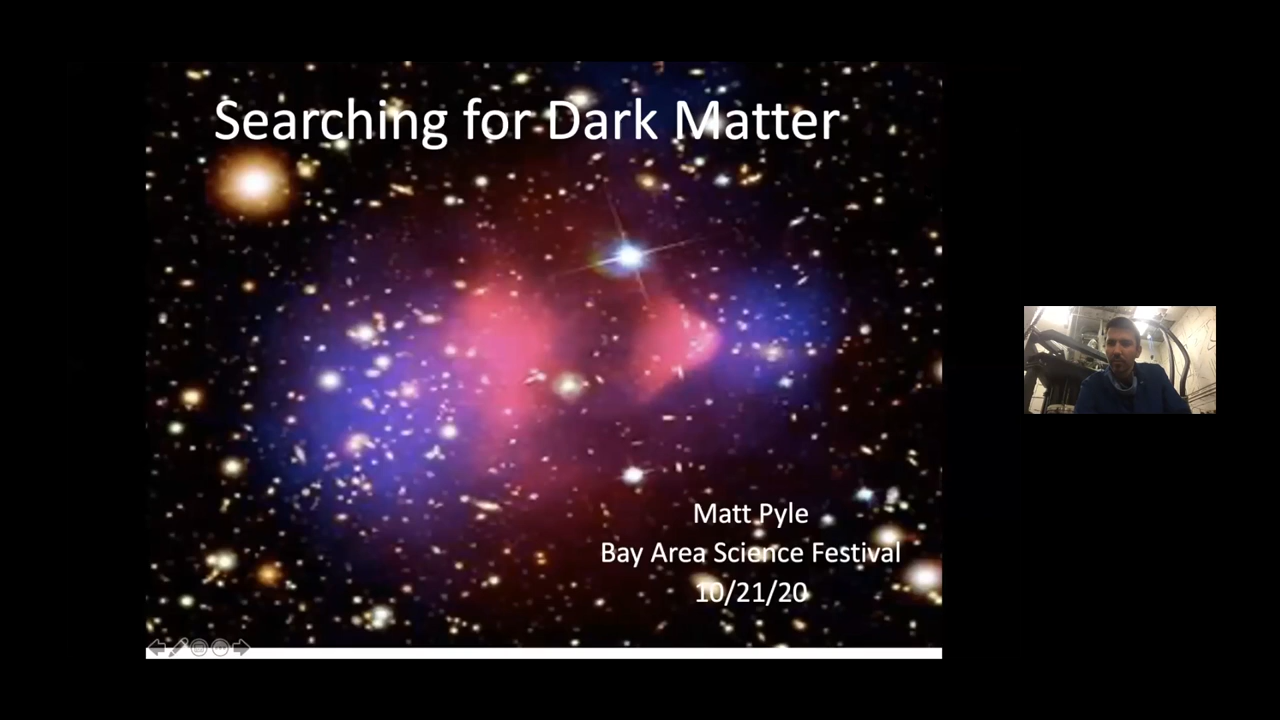 Searching for Dark Matter
Matt Pyle
Bay Area Science Festival
10/21/20